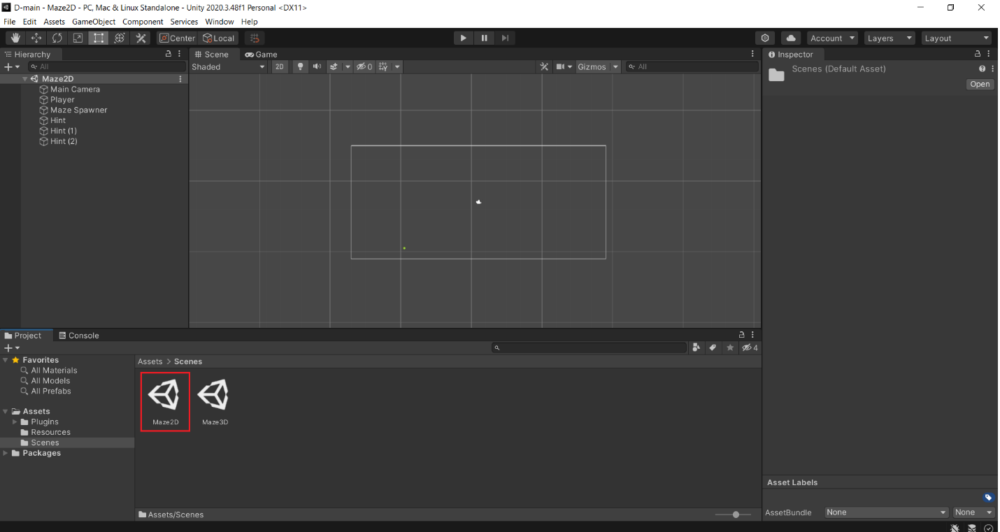 D-main - Maze2D - PC, Mac & Linux Standalone - Unity 2020.3.48f1 Personal <DX11>
File Edit Assets GameObject Component Services Window Help
Center Local Account Layers Layout
Hierarchy
All
Maze2D
Main Camera
Player
Maze Spawner
Hint
Hint (1)
Hint (2)
Scene Game
Shaded 2D 0 Gizmos All
Inspector
Scenes (Default Asset)
Open
Project Console
4
Favorites
All Materials
All Models
All Prefabs
Assets
Plugins
Resources
Scenes
Packages
Assets > Scenes
Maze2D Maze3D
Assets/Scenes
Asset Labels
AssetBundle None None